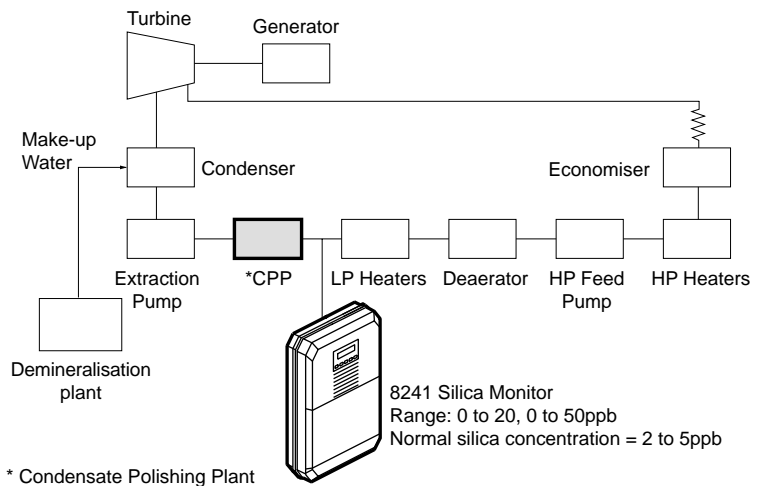 Turbine
Generator
Make-up
Water
Condenser
Economiser
Extraction
Pump
*CPP
LP Heaters
Deaerator
HP Feed
Pump
HP Heaters
Demineralisation
plant
8241 Silica Monitor
Range: 0 to 20, 0 to 50ppb
Normal silica concentration = 2 to 5ppb
* Condensate Polishing Plant